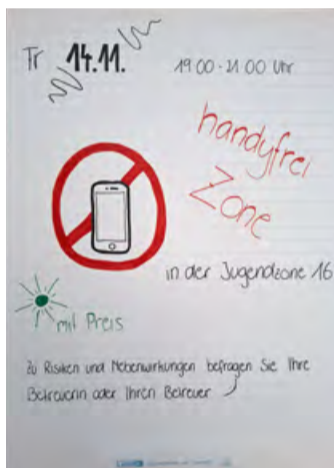 Fr 14.11.
19:00-21:00 Uhr
handyfrei
Zone
in der Jugendzone 16
mit Preis
Zu Risiken und Nebenwirkungen befragen Sie Ihre
Betreuerin oder Ihren Betreuer